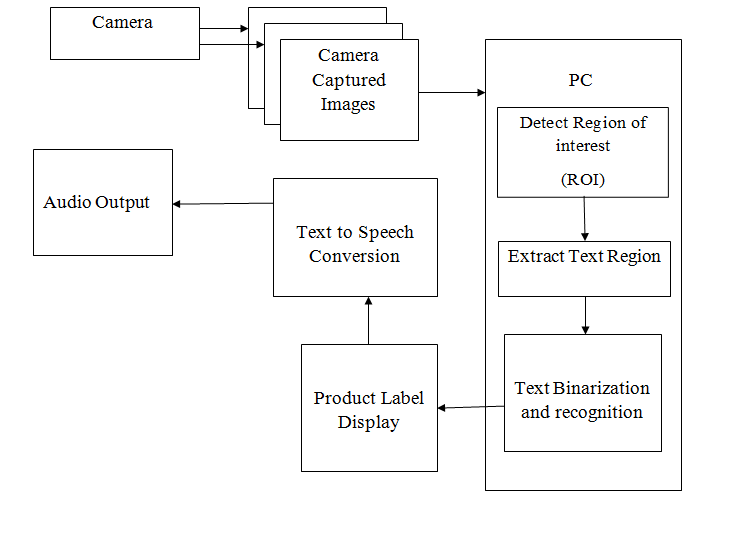 Camera
Camera
Captured
Images
PC
Detect Region of
interest
(ROI)
Extract Text Region
Text Binarization
and recognition
Product Label
Display
Text to Speech
Conversion
Audio Output